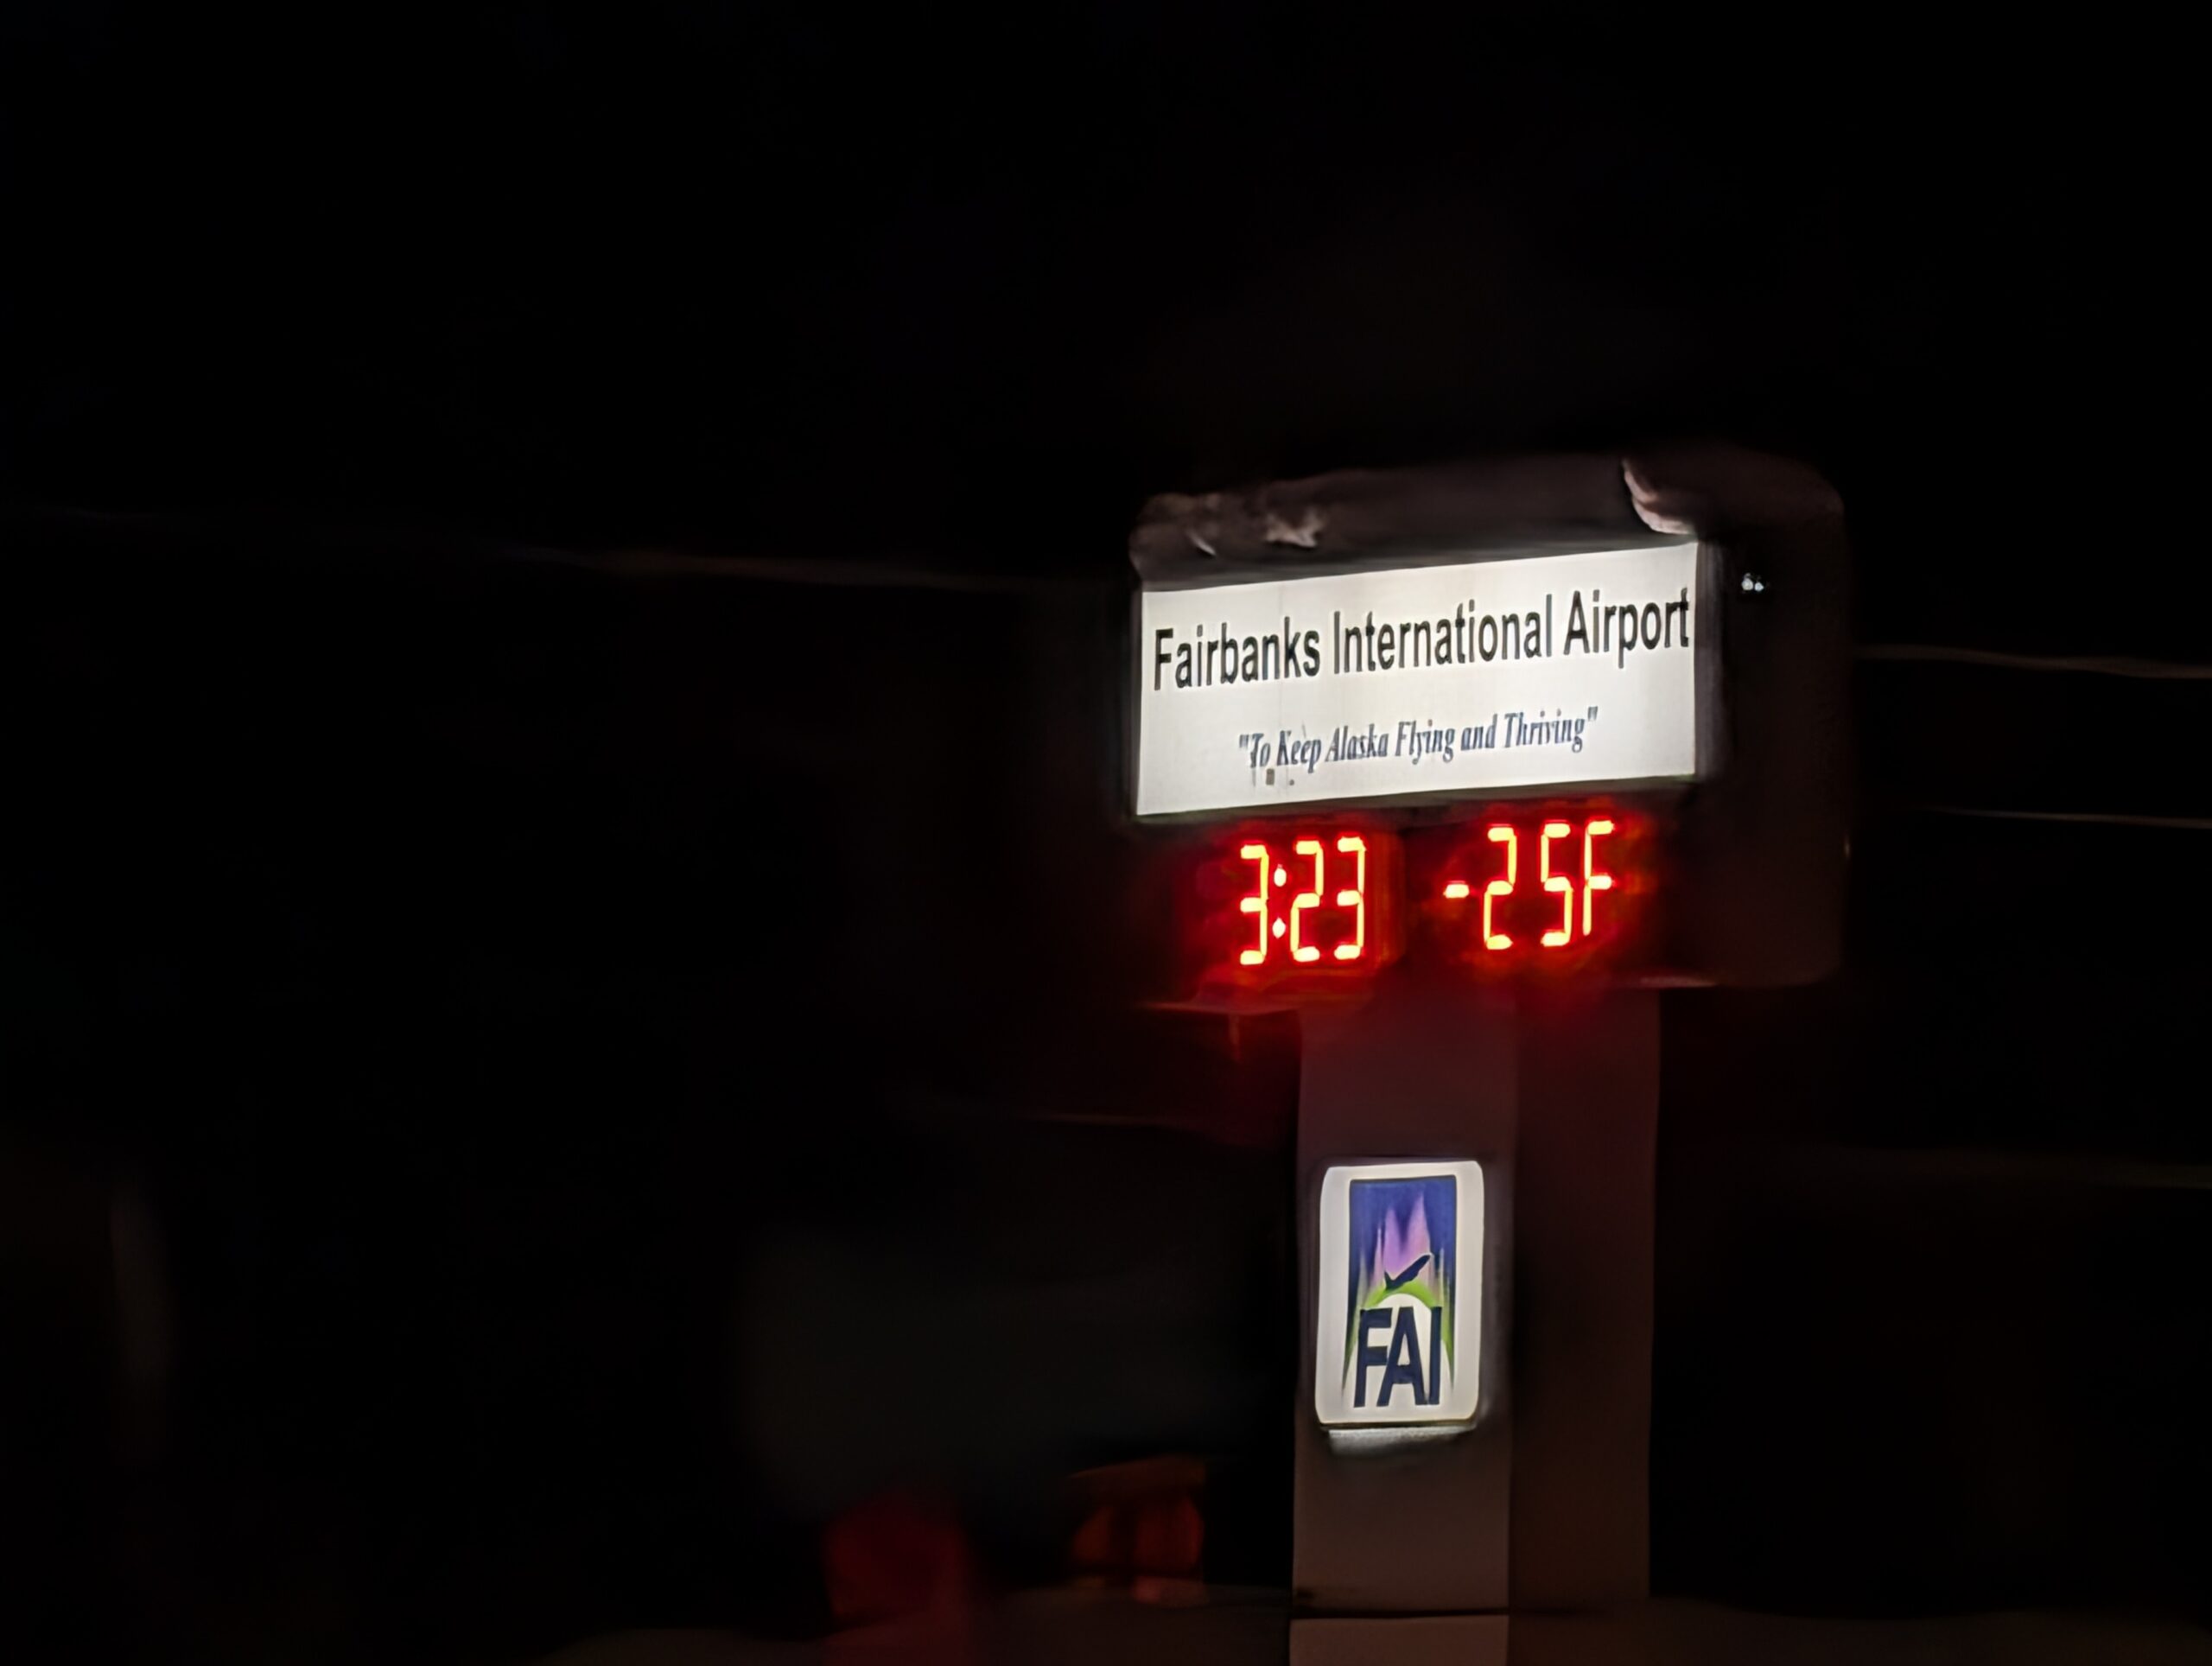 Fairbanks International Airport
"To Keep Alaska Flying and Thriving"
3:23 -25F
FAI